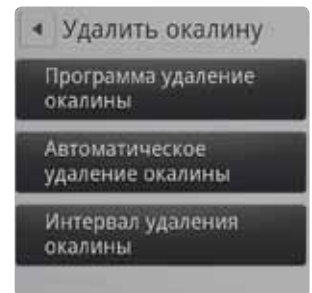 Удалить окалину
Программа удаление
окалины
Автоматическое
удаление окалины
Интервал удаления
окалины